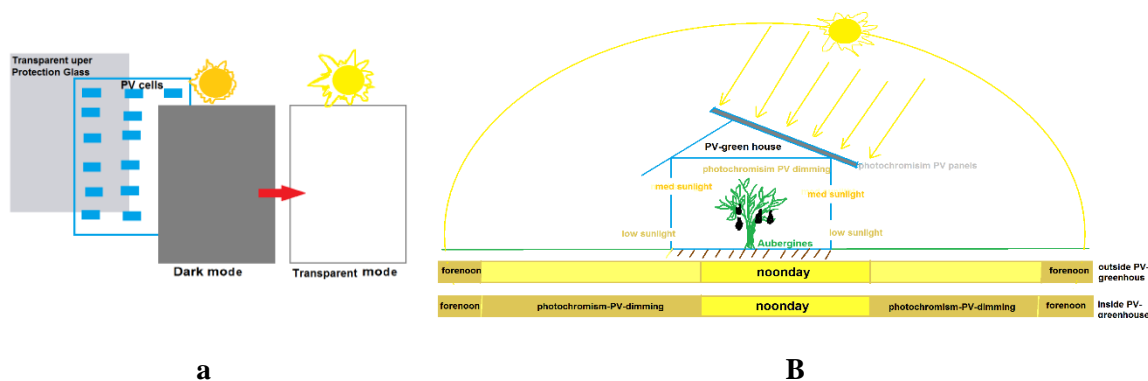 Transparent uper
Protection Glass
PV cells
Dark mode
Transparent mode
a
PV-green house
photochromisim PV panels
photochromisim PV dimming
med sunlight
med sunlight
low sunlight
low sunlight
Aubergines
forenoon
noonday
forenoon
outside PV-
greenhous
forenoon
photochromism-PV-dimming
noonday
photochromism-PV-dimming
forenoon
Inside PV-
greenhouse
B